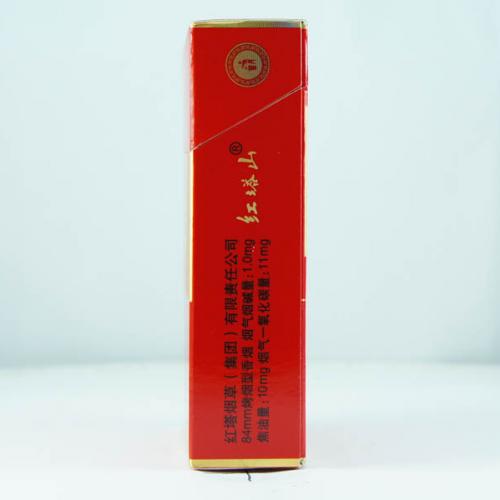 红塔山®
红塔烟草（集团）有限责任公司
84mm烤烟型香烟 烟气烟碱量：1.0mg
焦油量：10mg 烟气一氧化碳量：11mg